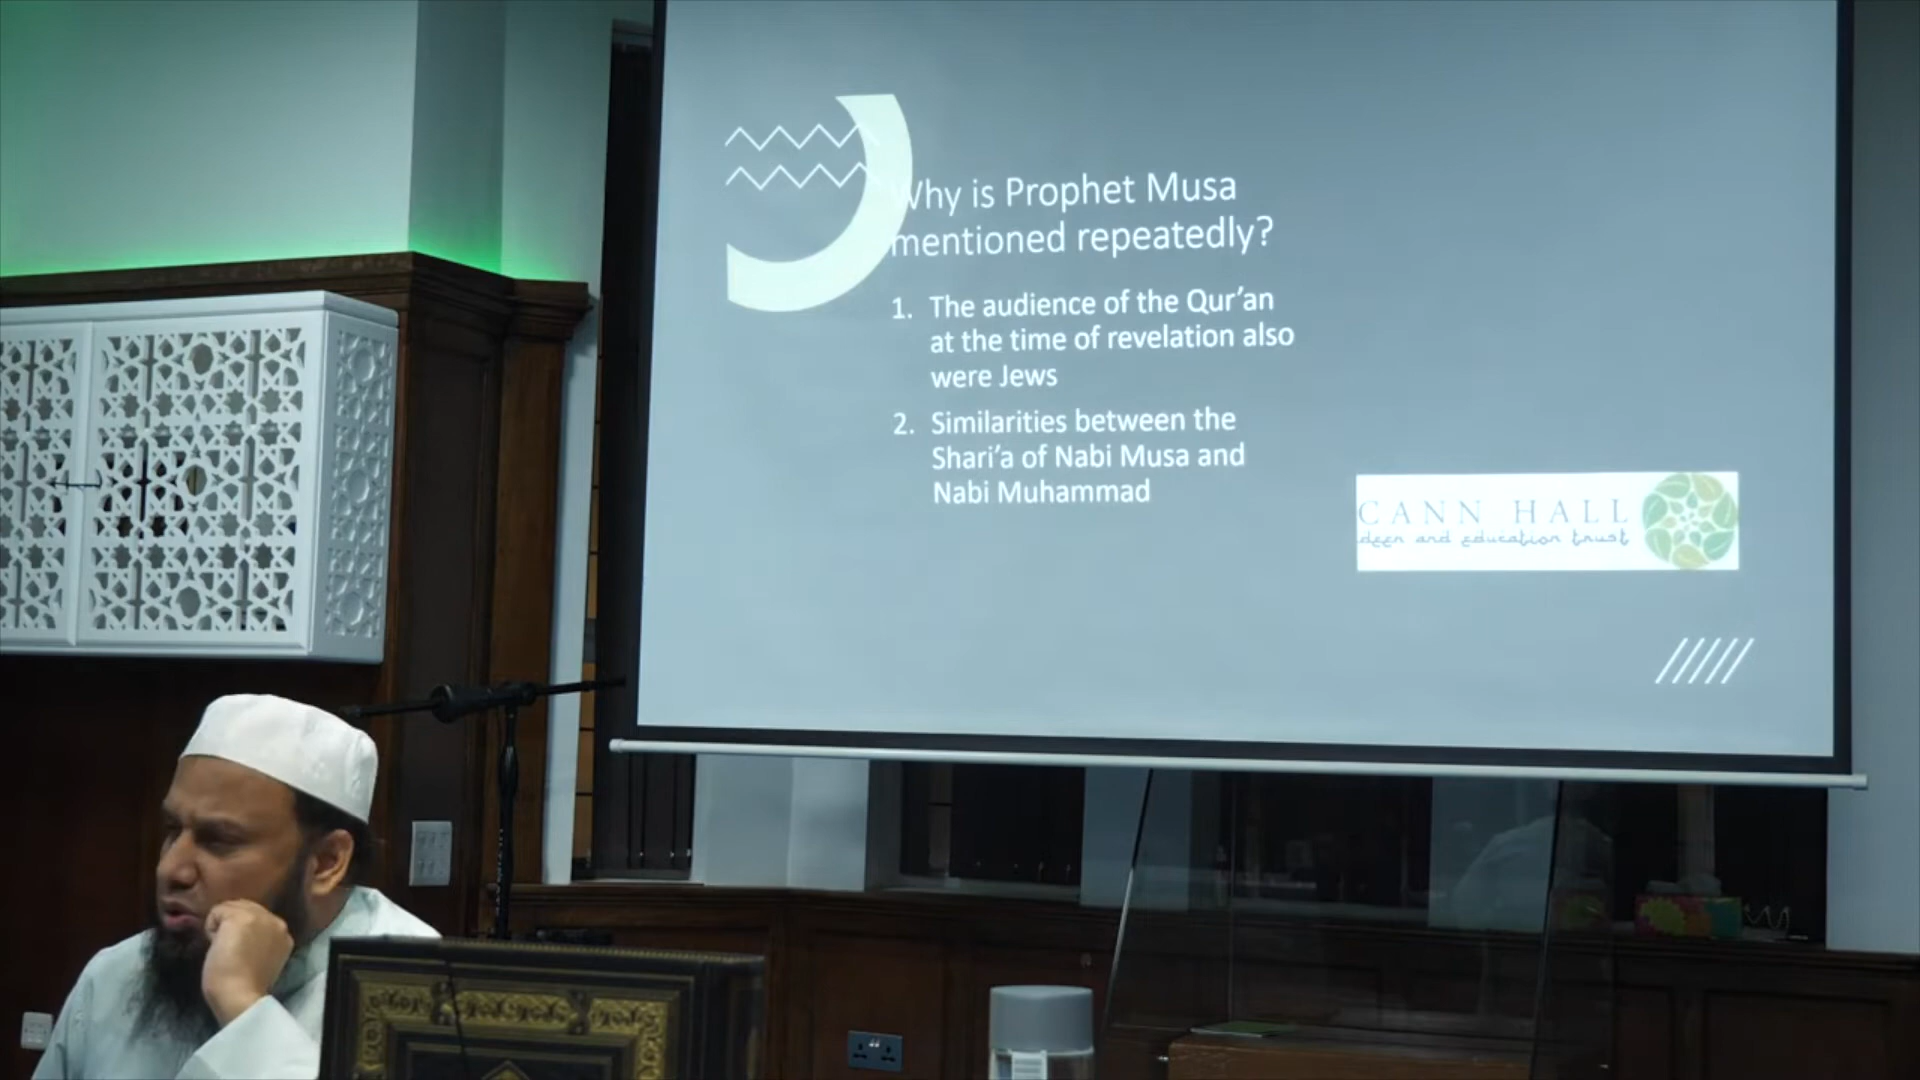 Why is Prophet Musa
mentioned repeatedly?
1. The audience of the Qur’an
at the time of revelation also
were Jews
2. Similarities between the
Shari’a of Nabi Musa and
Nabi Muhammad
CANN HALL
deen and education trust